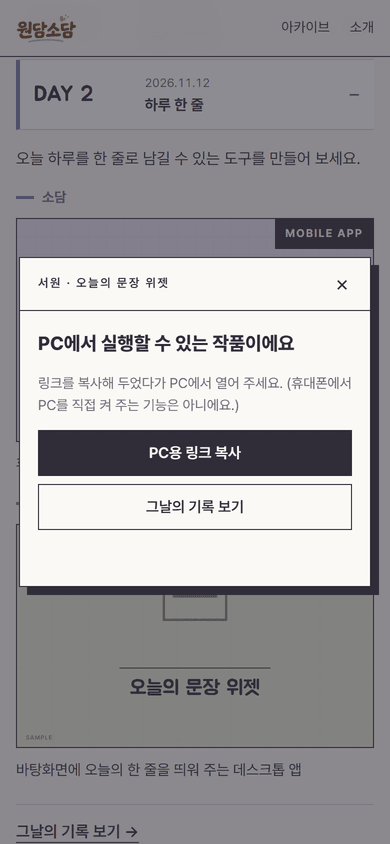 원담소담
아카이브 소개
DAY 2
2026.11.12
하루 한 줄
오늘 하루를 한 줄로 남길 수 있는 도구를 만들어 보세요.
소담
MOBILE APP
서원 · 오늘의 문장 위젯
PC에서 실행할 수 있는 작품이에요
링크를 복사해 두었다가 PC에서 열어 주세요. (휴대폰에서
PC를 직접 켜 주는 기능은 아니에요.)
PC용 링크 복사
그날의 기록 보기
오늘의 문장 위젯
SAMPLE
바탕화면에 오늘의 한 줄을 띄워 주는 데스크톱 앱
그날의 기록 보기 →